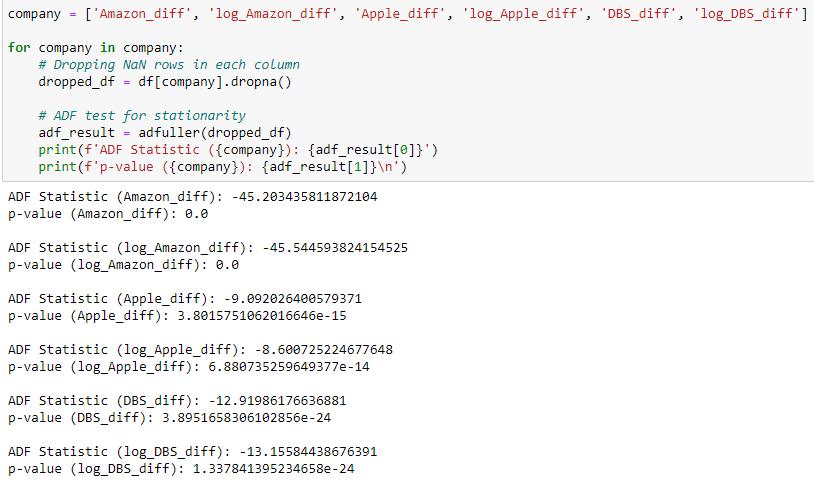 company = ['Amazon_diff', 'log_Amazon_diff', 'Apple_diff', 'log_Apple_diff', 'DBS_diff', 'log_DBS_diff']
for company in company:
    # Dropping NaN rows in each column
    dropped_df = df[company].dropna()
    # ADF test for stationarity
    adf_result = adfuller(dropped_df)
    print(f'ADF Statistic ({company}): {adf_result[0]}')
    print(f'p-value ({company}): {adf_result[1]}\n')
ADF Statistic (Amazon_diff): -45.203435811872104
p-value (Amazon_diff): 0.0
ADF Statistic (log_Amazon_diff): -45.544593824154525
p-value (log_Amazon_diff): 0.0
ADF Statistic (Apple_diff): -9.092026400579371
p-value (Apple_diff): 3.8015751062016646e-15
ADF Statistic (log_Apple_diff): -8.600725224677648
p-value (log_Apple_diff): 6.880735259649377e-14
ADF Statistic (DBS_diff): -12.91986176636881
p-value (DBS_diff): 3.8951658306102856e-24
ADF Statistic (log_DBS_diff): -13.15584438676391
p-value (log_DBS_diff): 1.337841395234658e-24